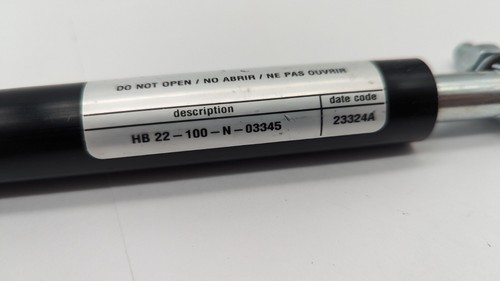 DO NOT OPEN / NO ABRIR / NE PAS OUVRIR
description date code
HB 22-100-N-03345 23324A